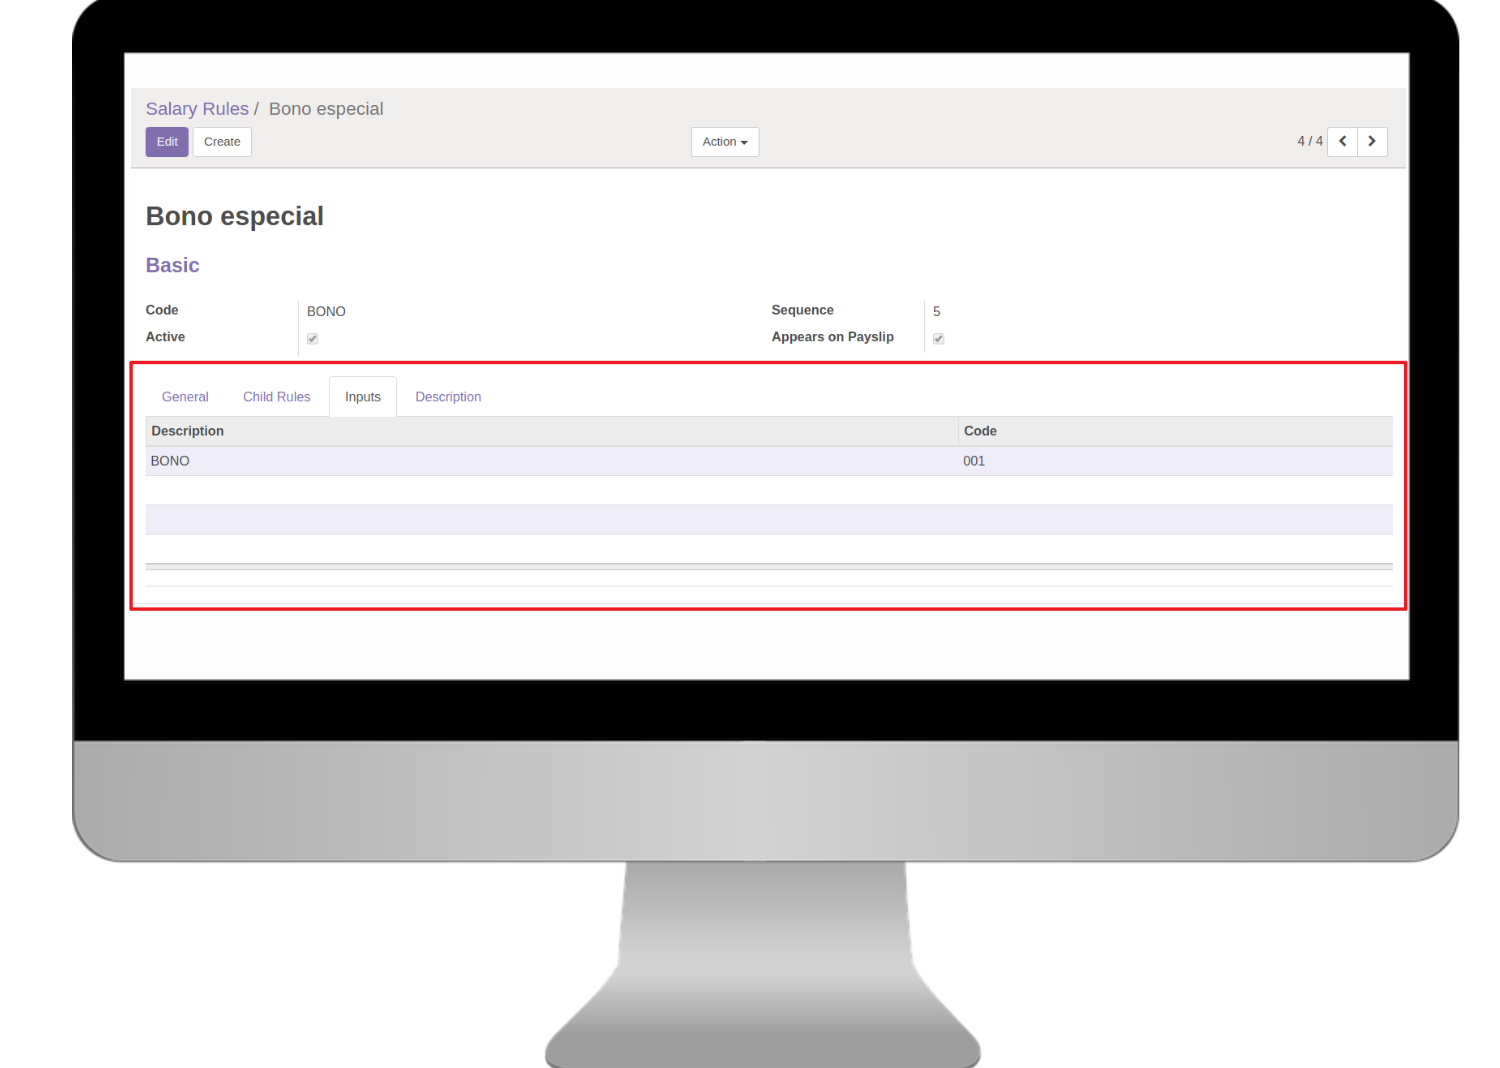 Salary Rules / Bono especial
Edit Create Action 4 / 4
Bono especial
Basic
Code BONO Sequence 5
Active Appears on Payslip
General Child Rules Inputs Description
Description Code
BONO 001